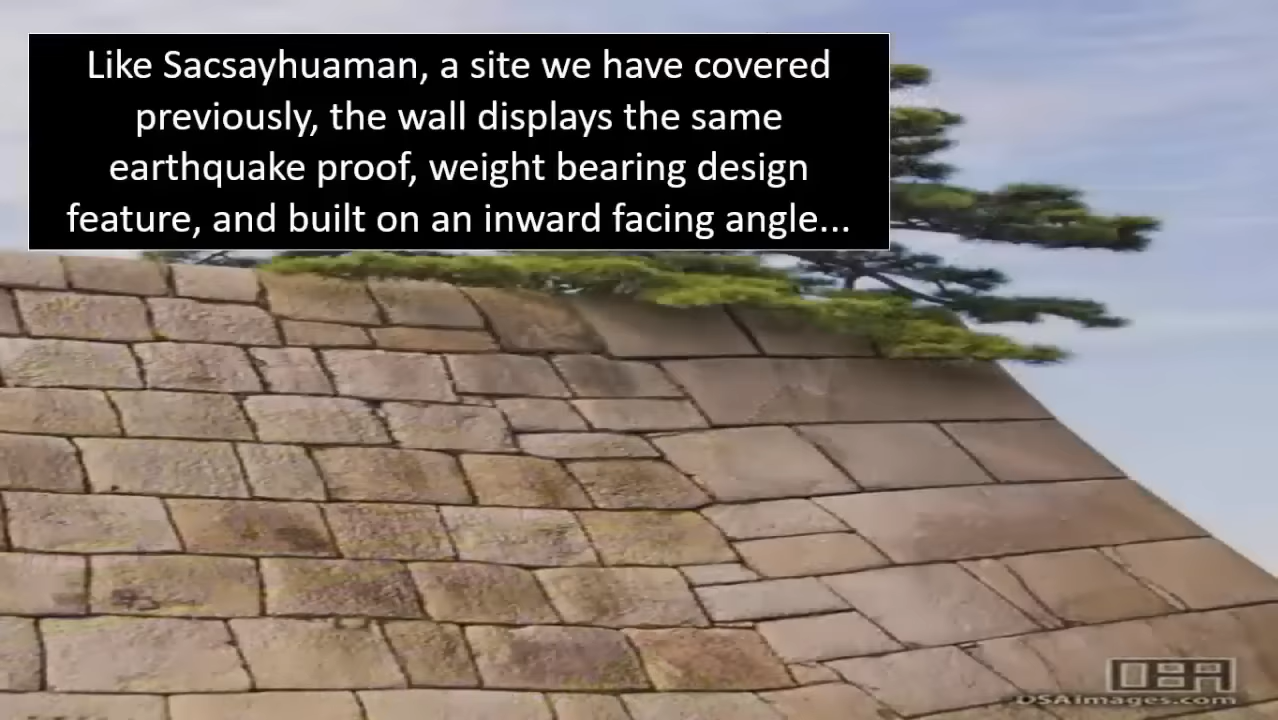 Like Sacsayhuaman, a site we have covered
previously, the wall displays the same
earthquake proof, weight bearing design
feature, and built on an inward facing angle...
DSA
DSAimages.com